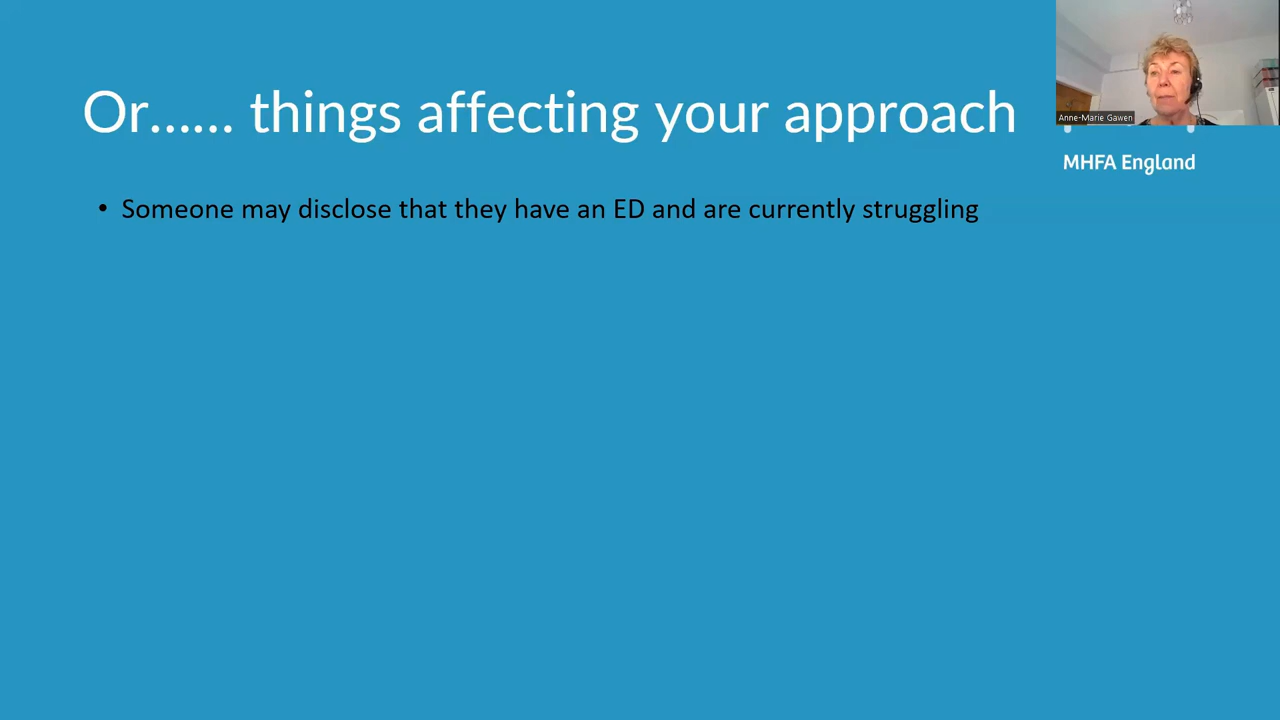 Or…… things affecting your approach
Anne-Marie Gawen
MHFA England
• Someone may disclose that they have an ED and are currently struggling